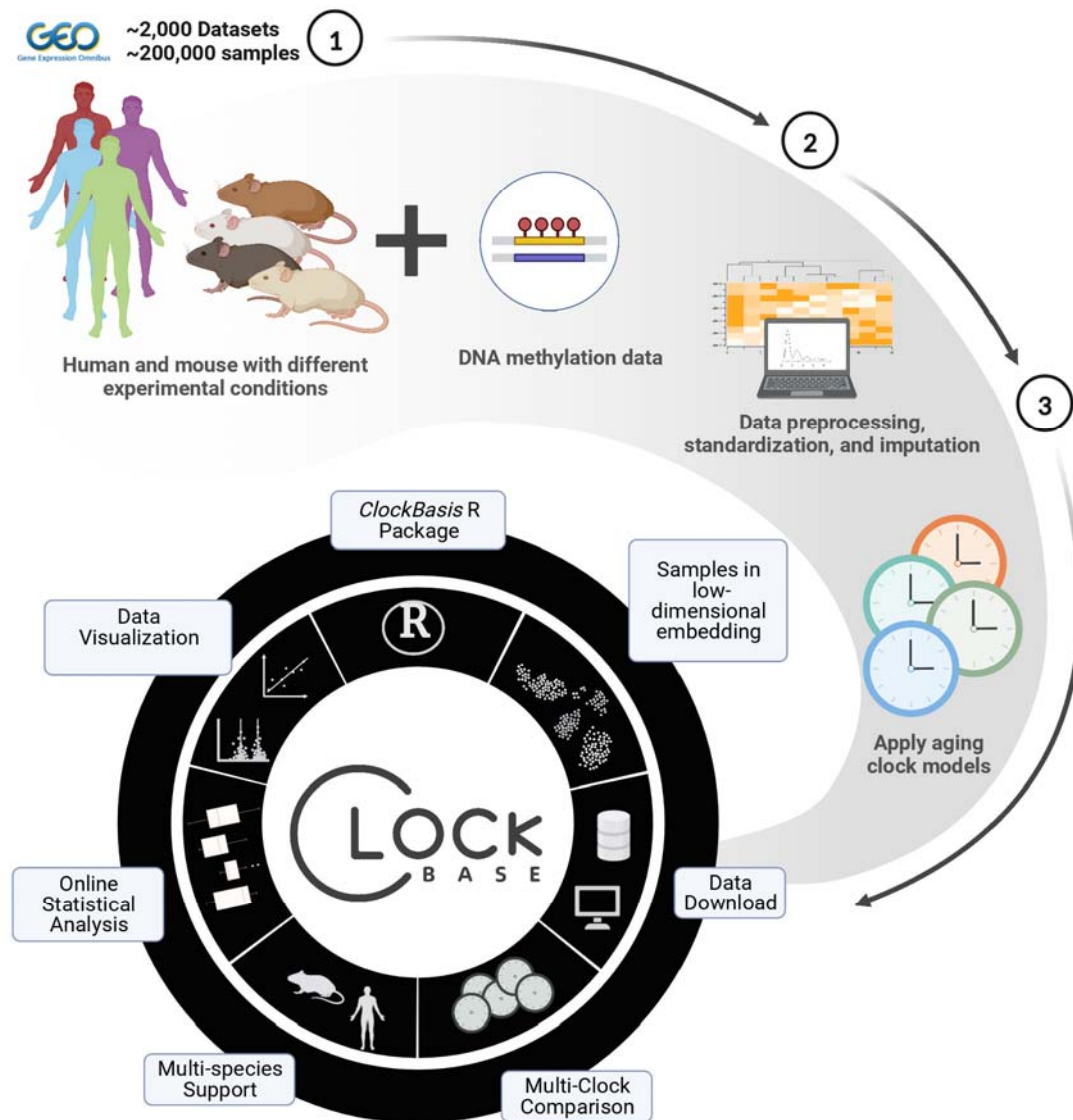 GEO
Gene Expression Omnibus
~2,000 Datasets
~200,000 samples
1
2
Human and mouse with different
experimental conditions
DNA methylation data
Data preprocessing,
standardization, and imputation
3
Apply aging
clock models
ClockBasis R
Package
R
Samples in
low-
dimensional
embedding
Data
Visualization
CLOCK
BASE
Online
Statistical
Analysis
Data
Download
Multi-species
Support
Multi-Clock
Comparison